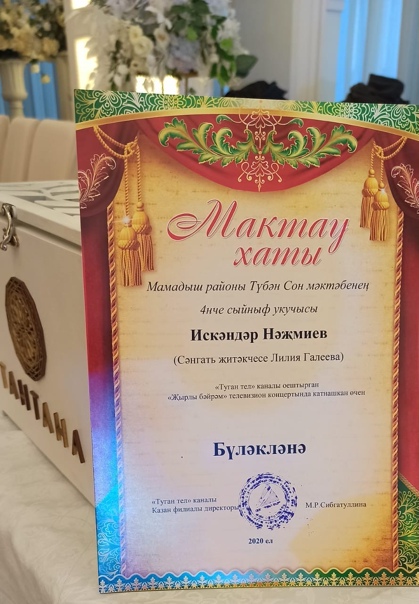 Мактау
хаты
Мамадыш районы Түбән Сон мәктәбенең
4нче сыйныф укучысы
Искәндәр Нәҗмиев
(Сәнгать җитәкчесе Лилия Галеева)
«Туган тел» каналы оештырган
«Җырлы бәйрәм» телевизион концертында катнашкан өчен
Бүләкләнә
«Туган тел» каналы
Казан филиалы директоры М.Р.Сибгатуллина
2020 ел
ТАНТАНА